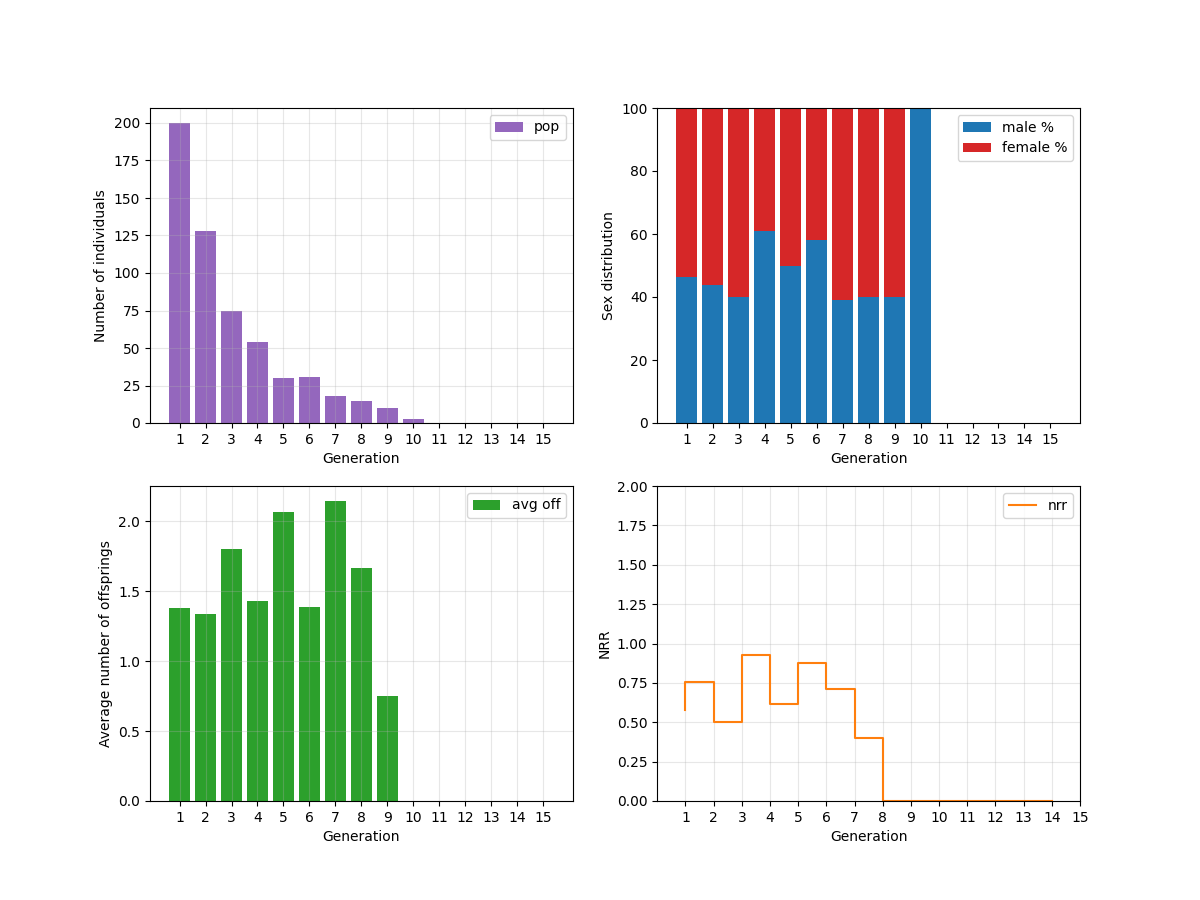 200
175
150
125
100
75
50
25
0
Number of individuals
pop
1 2 3 4 5 6 7 8 9 10 11 12 13 14 15
Generation
100
80
60
40
20
0
Sex distribution
male %
female %
1 2 3 4 5 6 7 8 9 10 11 12 13 14 15
Generation
2.0
1.5
1.0
0.5
0.0
Average number of offsprings
avg off
1 2 3 4 5 6 7 8 9 10 11 12 13 14 15
Generation
2.00
1.75
1.50
1.25
1.00
0.75
0.50
0.25
0.00
NRR
nrr
1 2 3 4 5 6 7 8 9 10 11 12 13 14 15
Generation